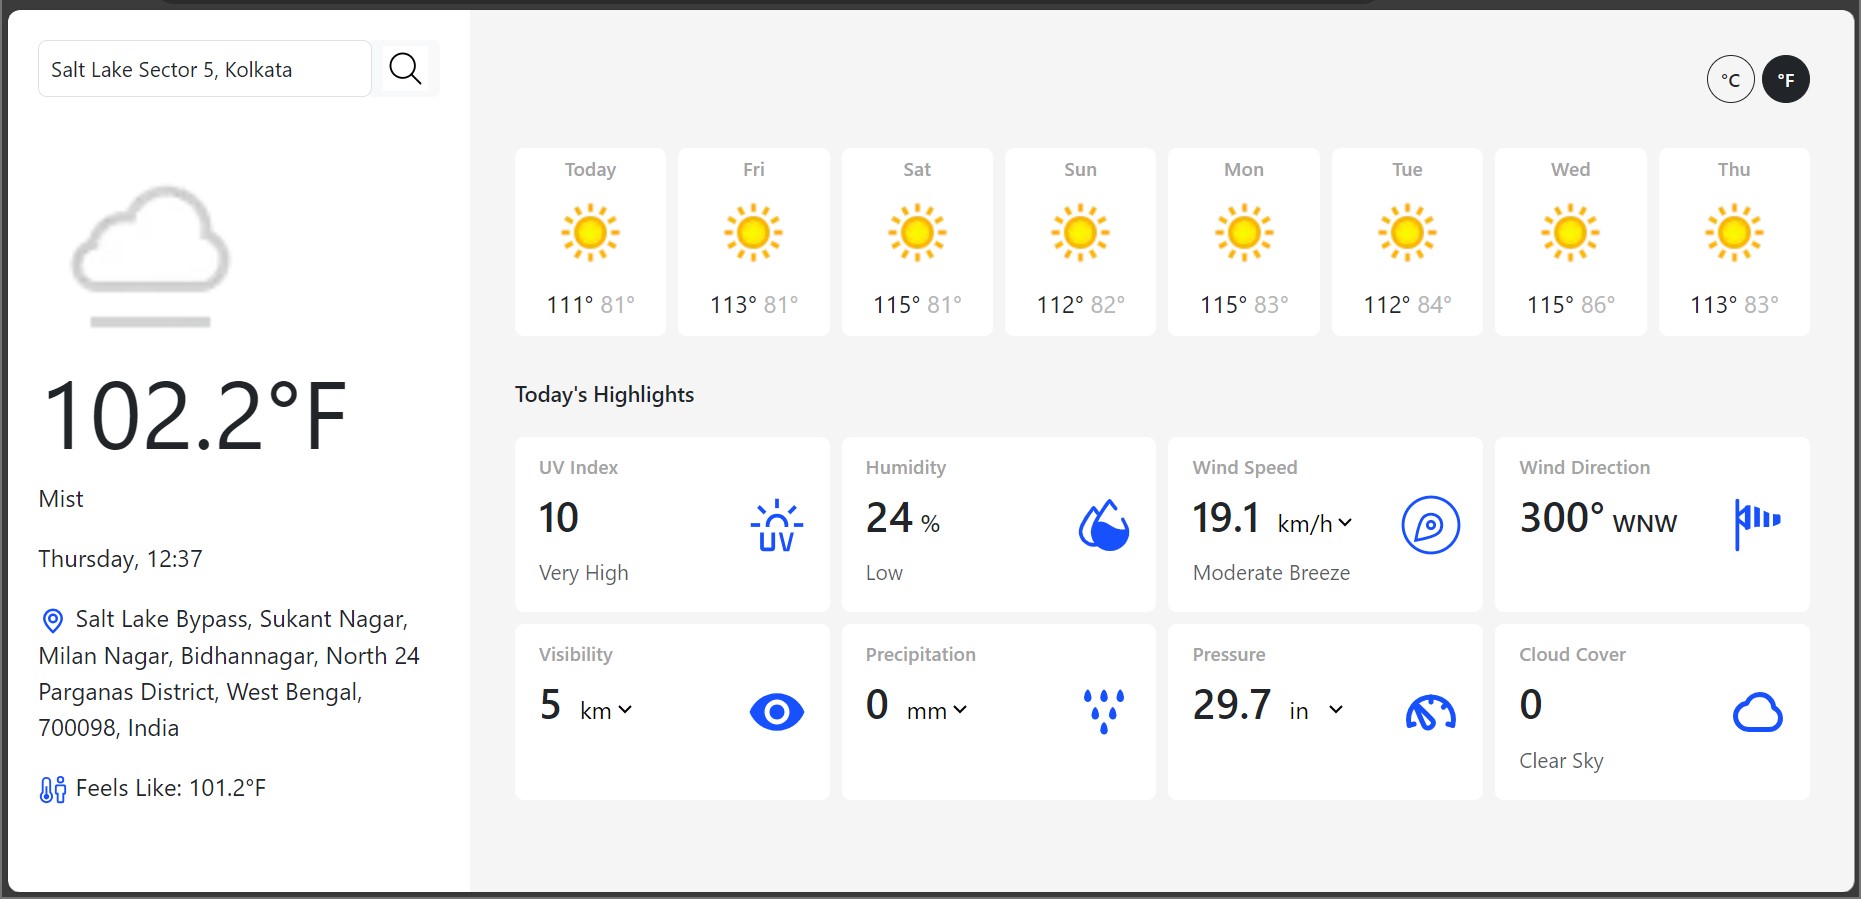 Salt Lake Sector 5, Kolkata
°C °F
102.2°F
Mist
Thursday, 12:37
Salt Lake Bypass, Sukant Nagar,
Milan Nagar, Bidhannagar, North 24
Parganas District, West Bengal,
700098, India
Feels Like: 101.2°F
Today Fri Sat Sun Mon Tue Wed Thu
111° 81° 113° 81° 115° 81° 112° 82° 115° 83° 112° 84° 115° 86° 113° 83°
Today's Highlights
UV Index
10
UV
Very High
Humidity
24 %
Low
Wind Speed
19.1 km/h
Moderate Breeze
Wind Direction
300° WNW
Visibility
5 km
Precipitation
0 mm
Pressure
29.7 in
Cloud Cover
0
Clear Sky